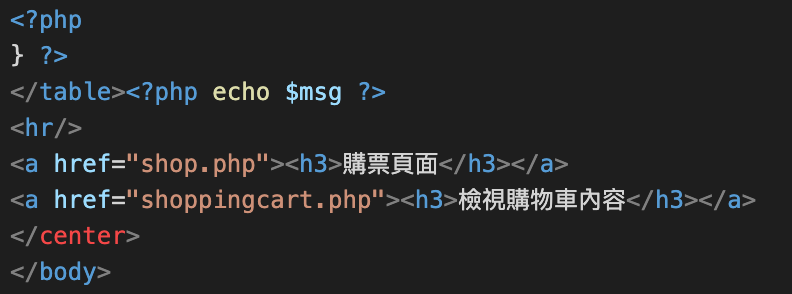 <?php
} ?>
</table><?php echo $msg ?>
<hr/>
<a href="shop.php"><h3>購票頁面</h3></a>
<a href="shoppingcart.php"><h3>檢視購物車內容</h3></a>
</center>
</body>